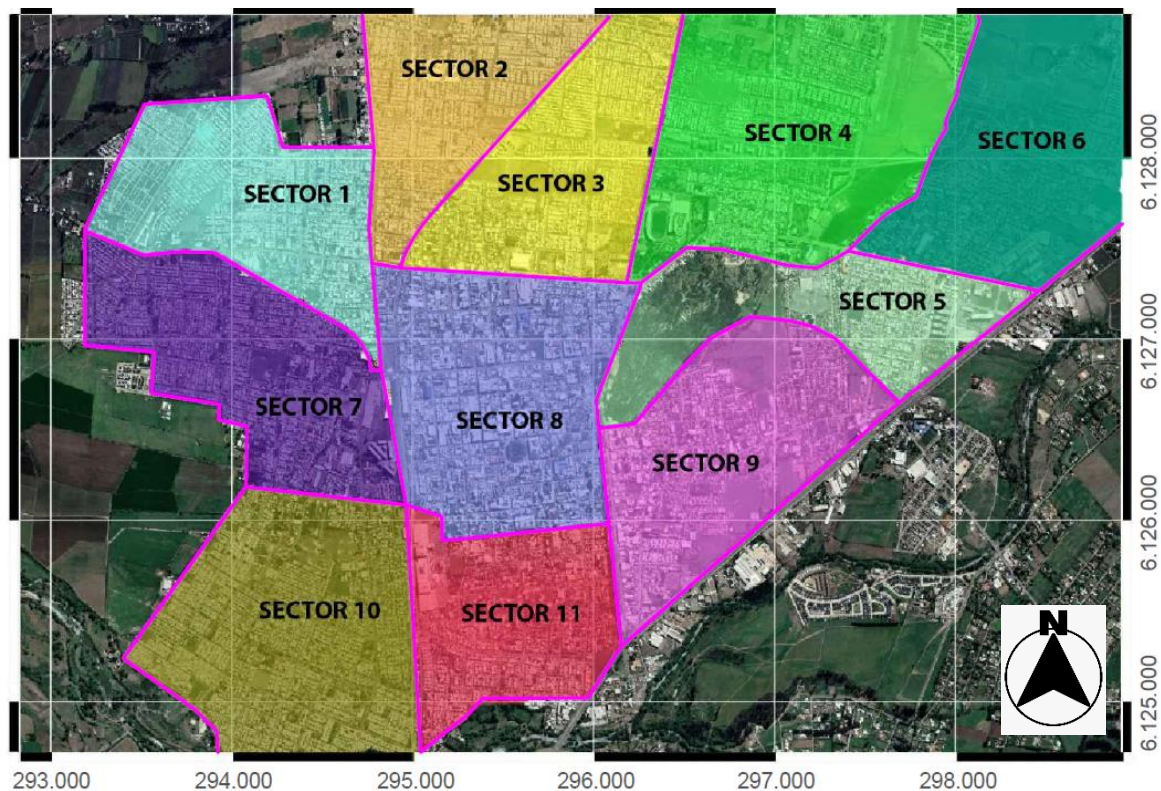 SECTOR 2
SECTOR 4
SECTOR 6
SECTOR 3
SECTOR 1
SECTOR 5
SECTOR 7
SECTOR 8
SECTOR 9
SECTOR 10
SECTOR 11
N
6.128.000
6.127.000
6.126.000
6.125.000
293.000 294.000 295.000 296.000 297.000 298.000